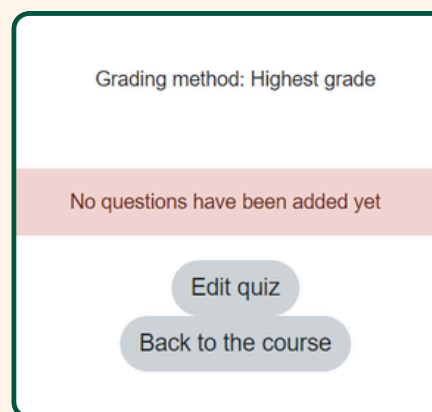 Grading method: Highest grade
No questions have been added yet
Edit quiz
Back to the course